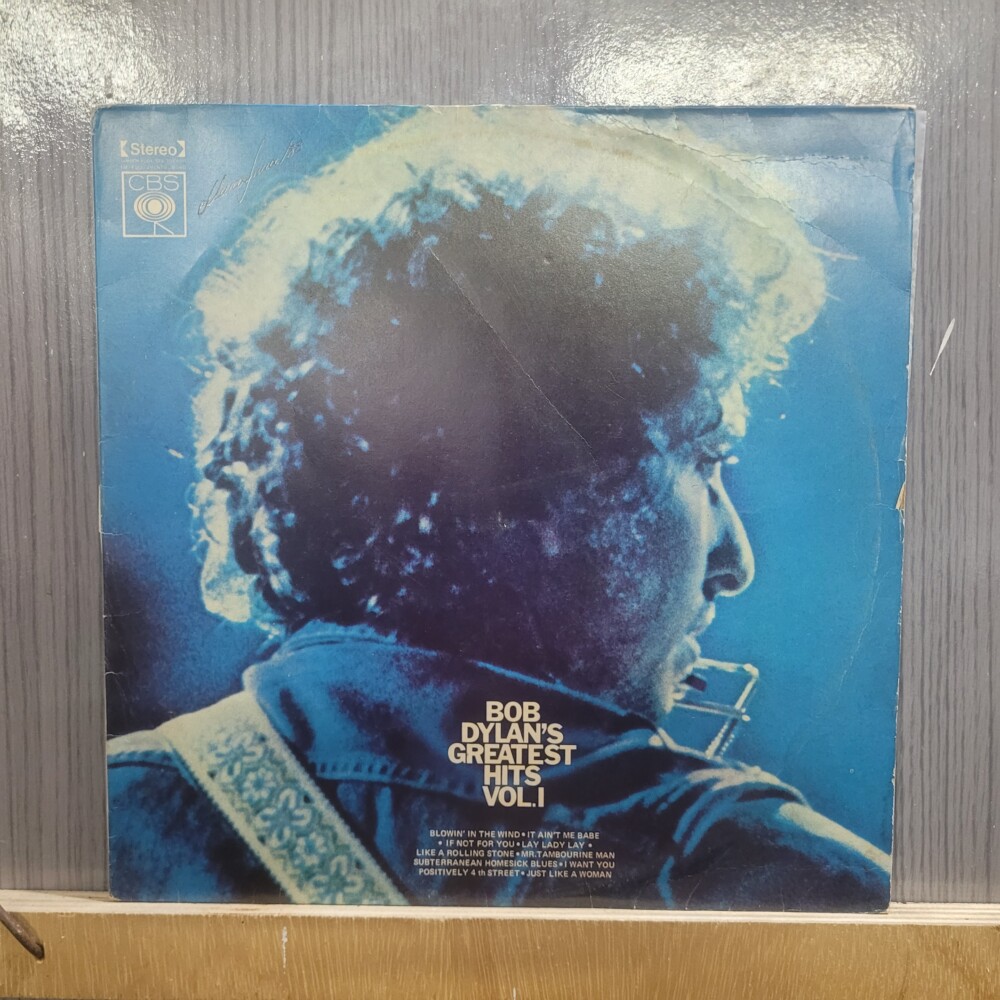 Stereo
CBS
BOB
DYLAN'S
GREATEST
HITS
VOL.I
BLOWIN' IN THE WIND • IT AIN'T ME BABE
• IF NOT FOR YOU • LAY LADY LAY •
LIKE A ROLLING STONE • MR.TAMBOURINE MAN
SUBTERRANEAN HOMESICK BLUES • I WANT YOU
POSITIVELY 4 th STREET • JUST LIKE A WOMAN